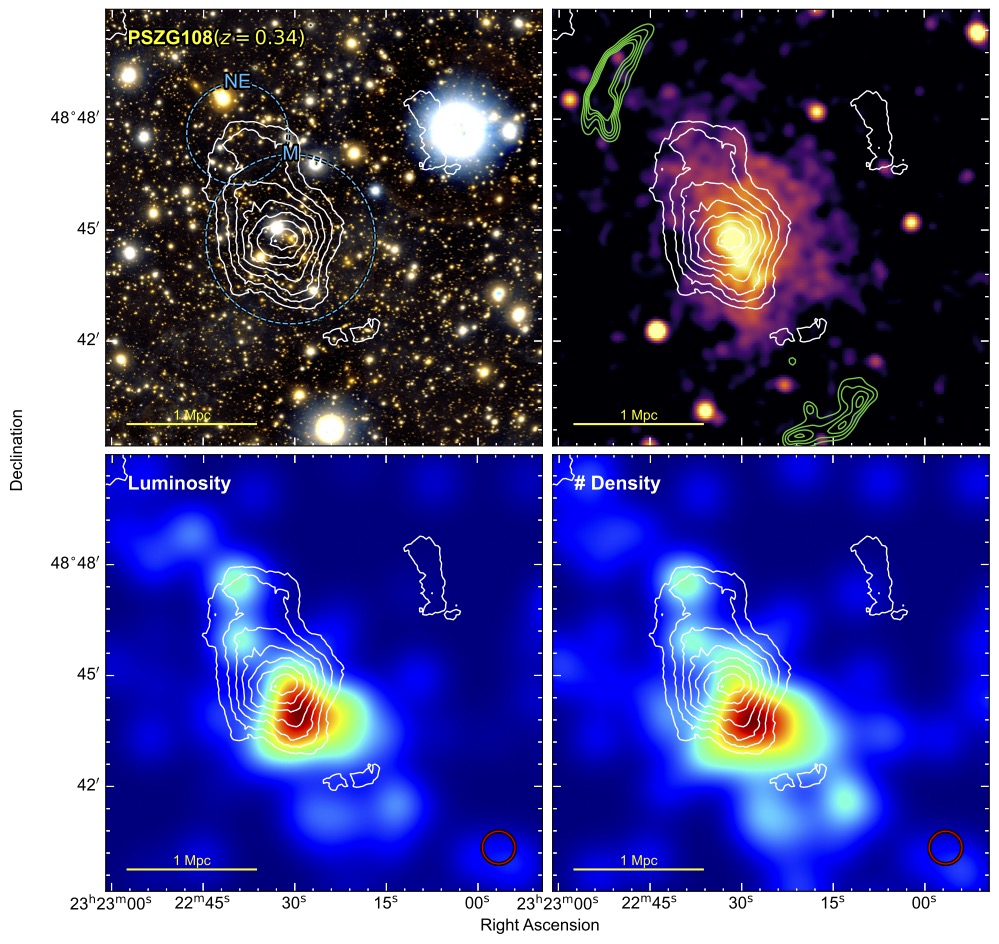 PSZG108(z = 0.34)
NE
M
48°48′
45′
42′
1 Mpc
1 Mpc
Declination
Luminosity
# Density
48°48′
45′
42′
1 Mpc
1 Mpc
23ʰ23ᵐ00ˢ 22ᵐ45ˢ 30ˢ 15ˢ 00ˢ 23ʰ23ᵐ00ˢ 22ᵐ45ˢ 30ˢ 15ˢ 00ˢ
Right Ascension